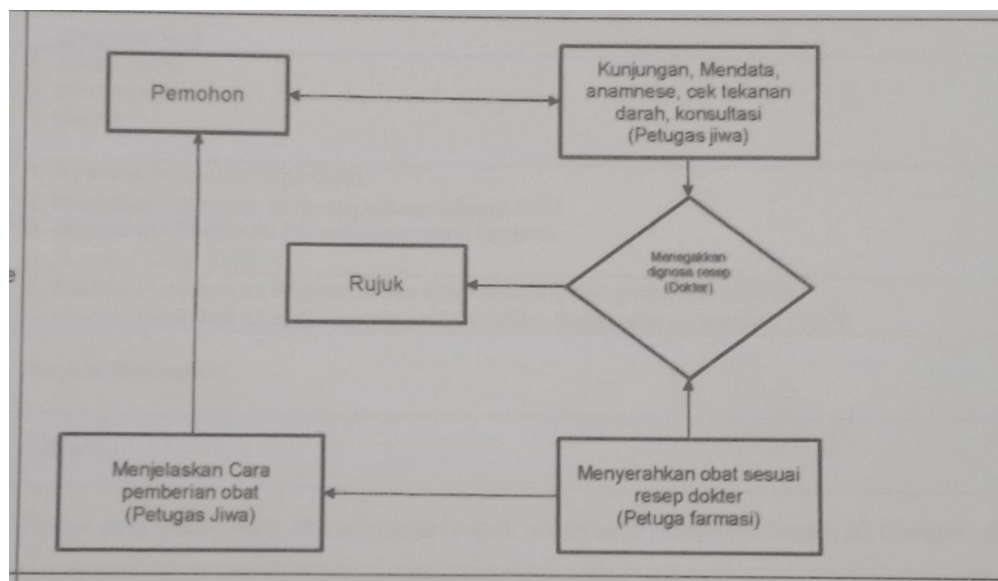 Pemohon
Kunjungan, Mendata,
anamnese, cek tekanan
darah, konsultasi
(Petugas jiwa)
Menegakkan
dignosa resep
(Dokter)
Rujuk
Menjelaskan Cara
pemberian obat
(Petugas Jiwa)
Menyerahkan obat sesuai
resep dokter
(Petuga farmasi)